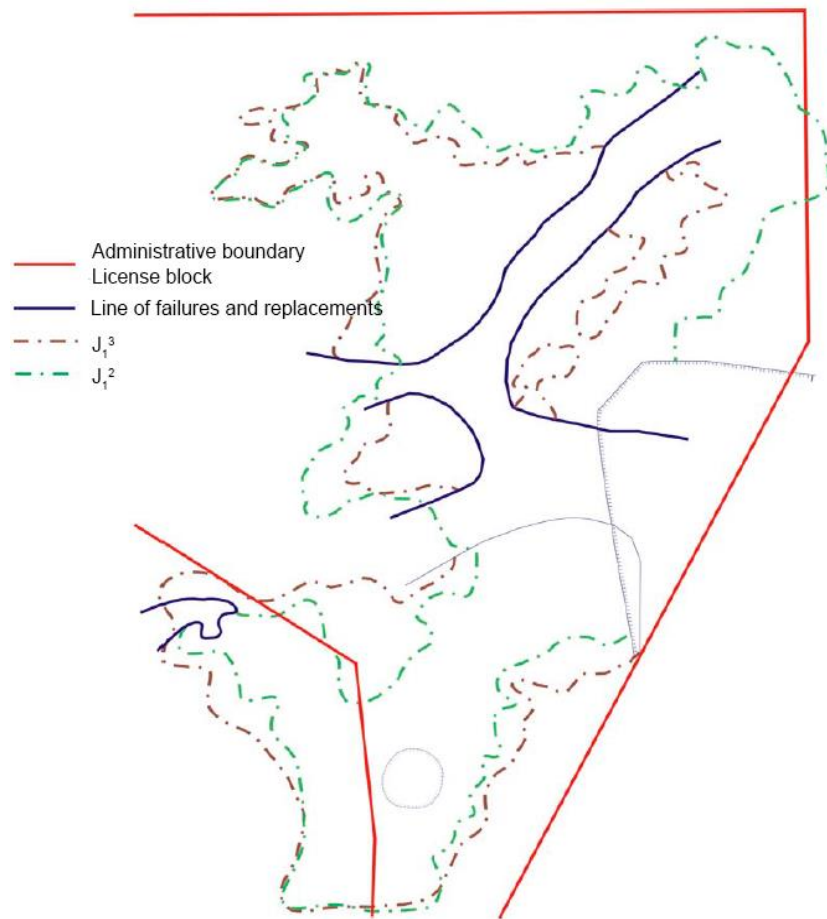 Administrative boundary
License block
Line of failures and replacements
J₁³
J₁²